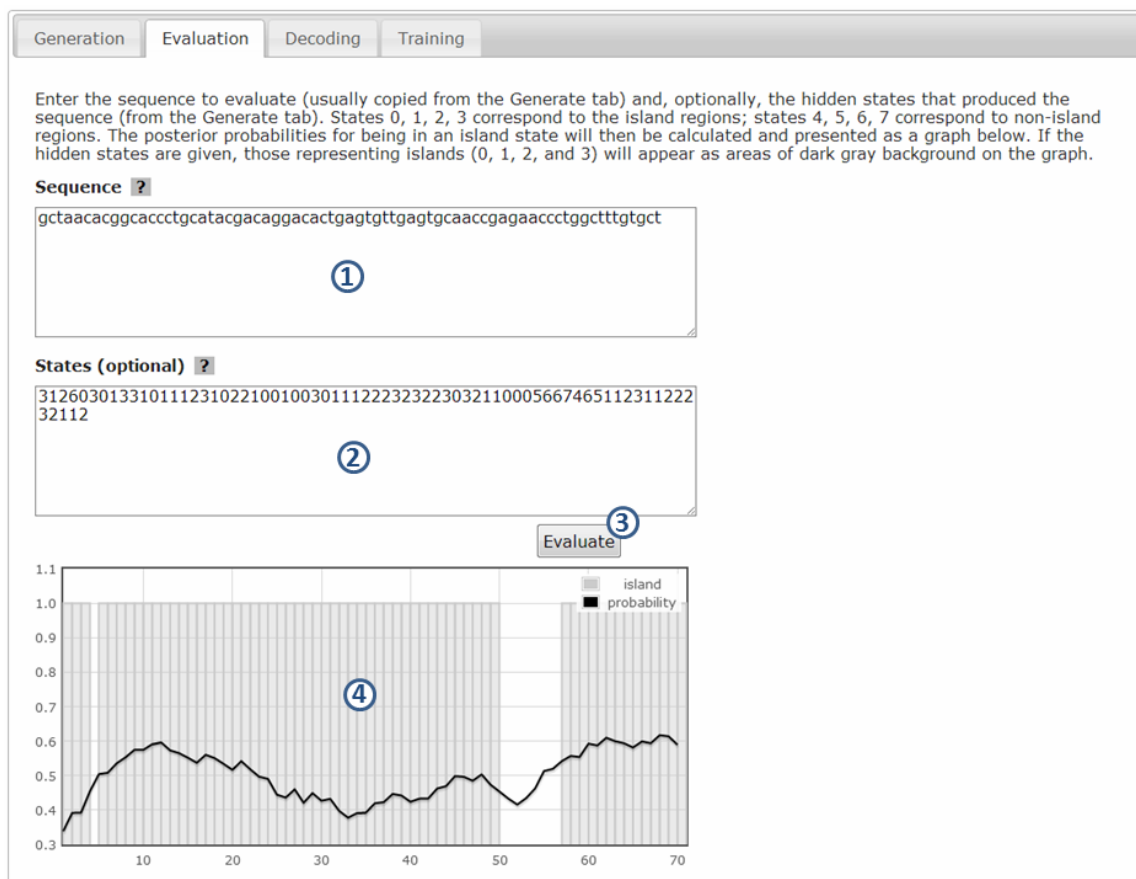 Generation Evaluation Decoding Training
Enter the sequence to evaluate (usually copied from the Generate tab) and, optionally, the hidden states that produced the
sequence (from the Generate tab). States 0, 1, 2, 3 correspond to the island regions; states 4, 5, 6, 7 correspond to non-island
regions. The posterior probabilities for being in an island state will then be calculated and presented as a graph below. If the
hidden states are given, those representing islands (0, 1, 2, and 3) will appear as areas of dark gray background on the graph.
Sequence ?
gctaacacggcaccctgcatacgacaggacactgagtgttgagtgcaaccgagaaccctggctttgtgct
1
States (optional) ?
31260301331011123102210010030111222323223032110005667465112311222
32112
2
3
Evaluate
1.1
island
1.0
probability
0.9
0.8
4
0.7
0.6
0.5
0.4
0.3
10 20 30 40 50 60 70